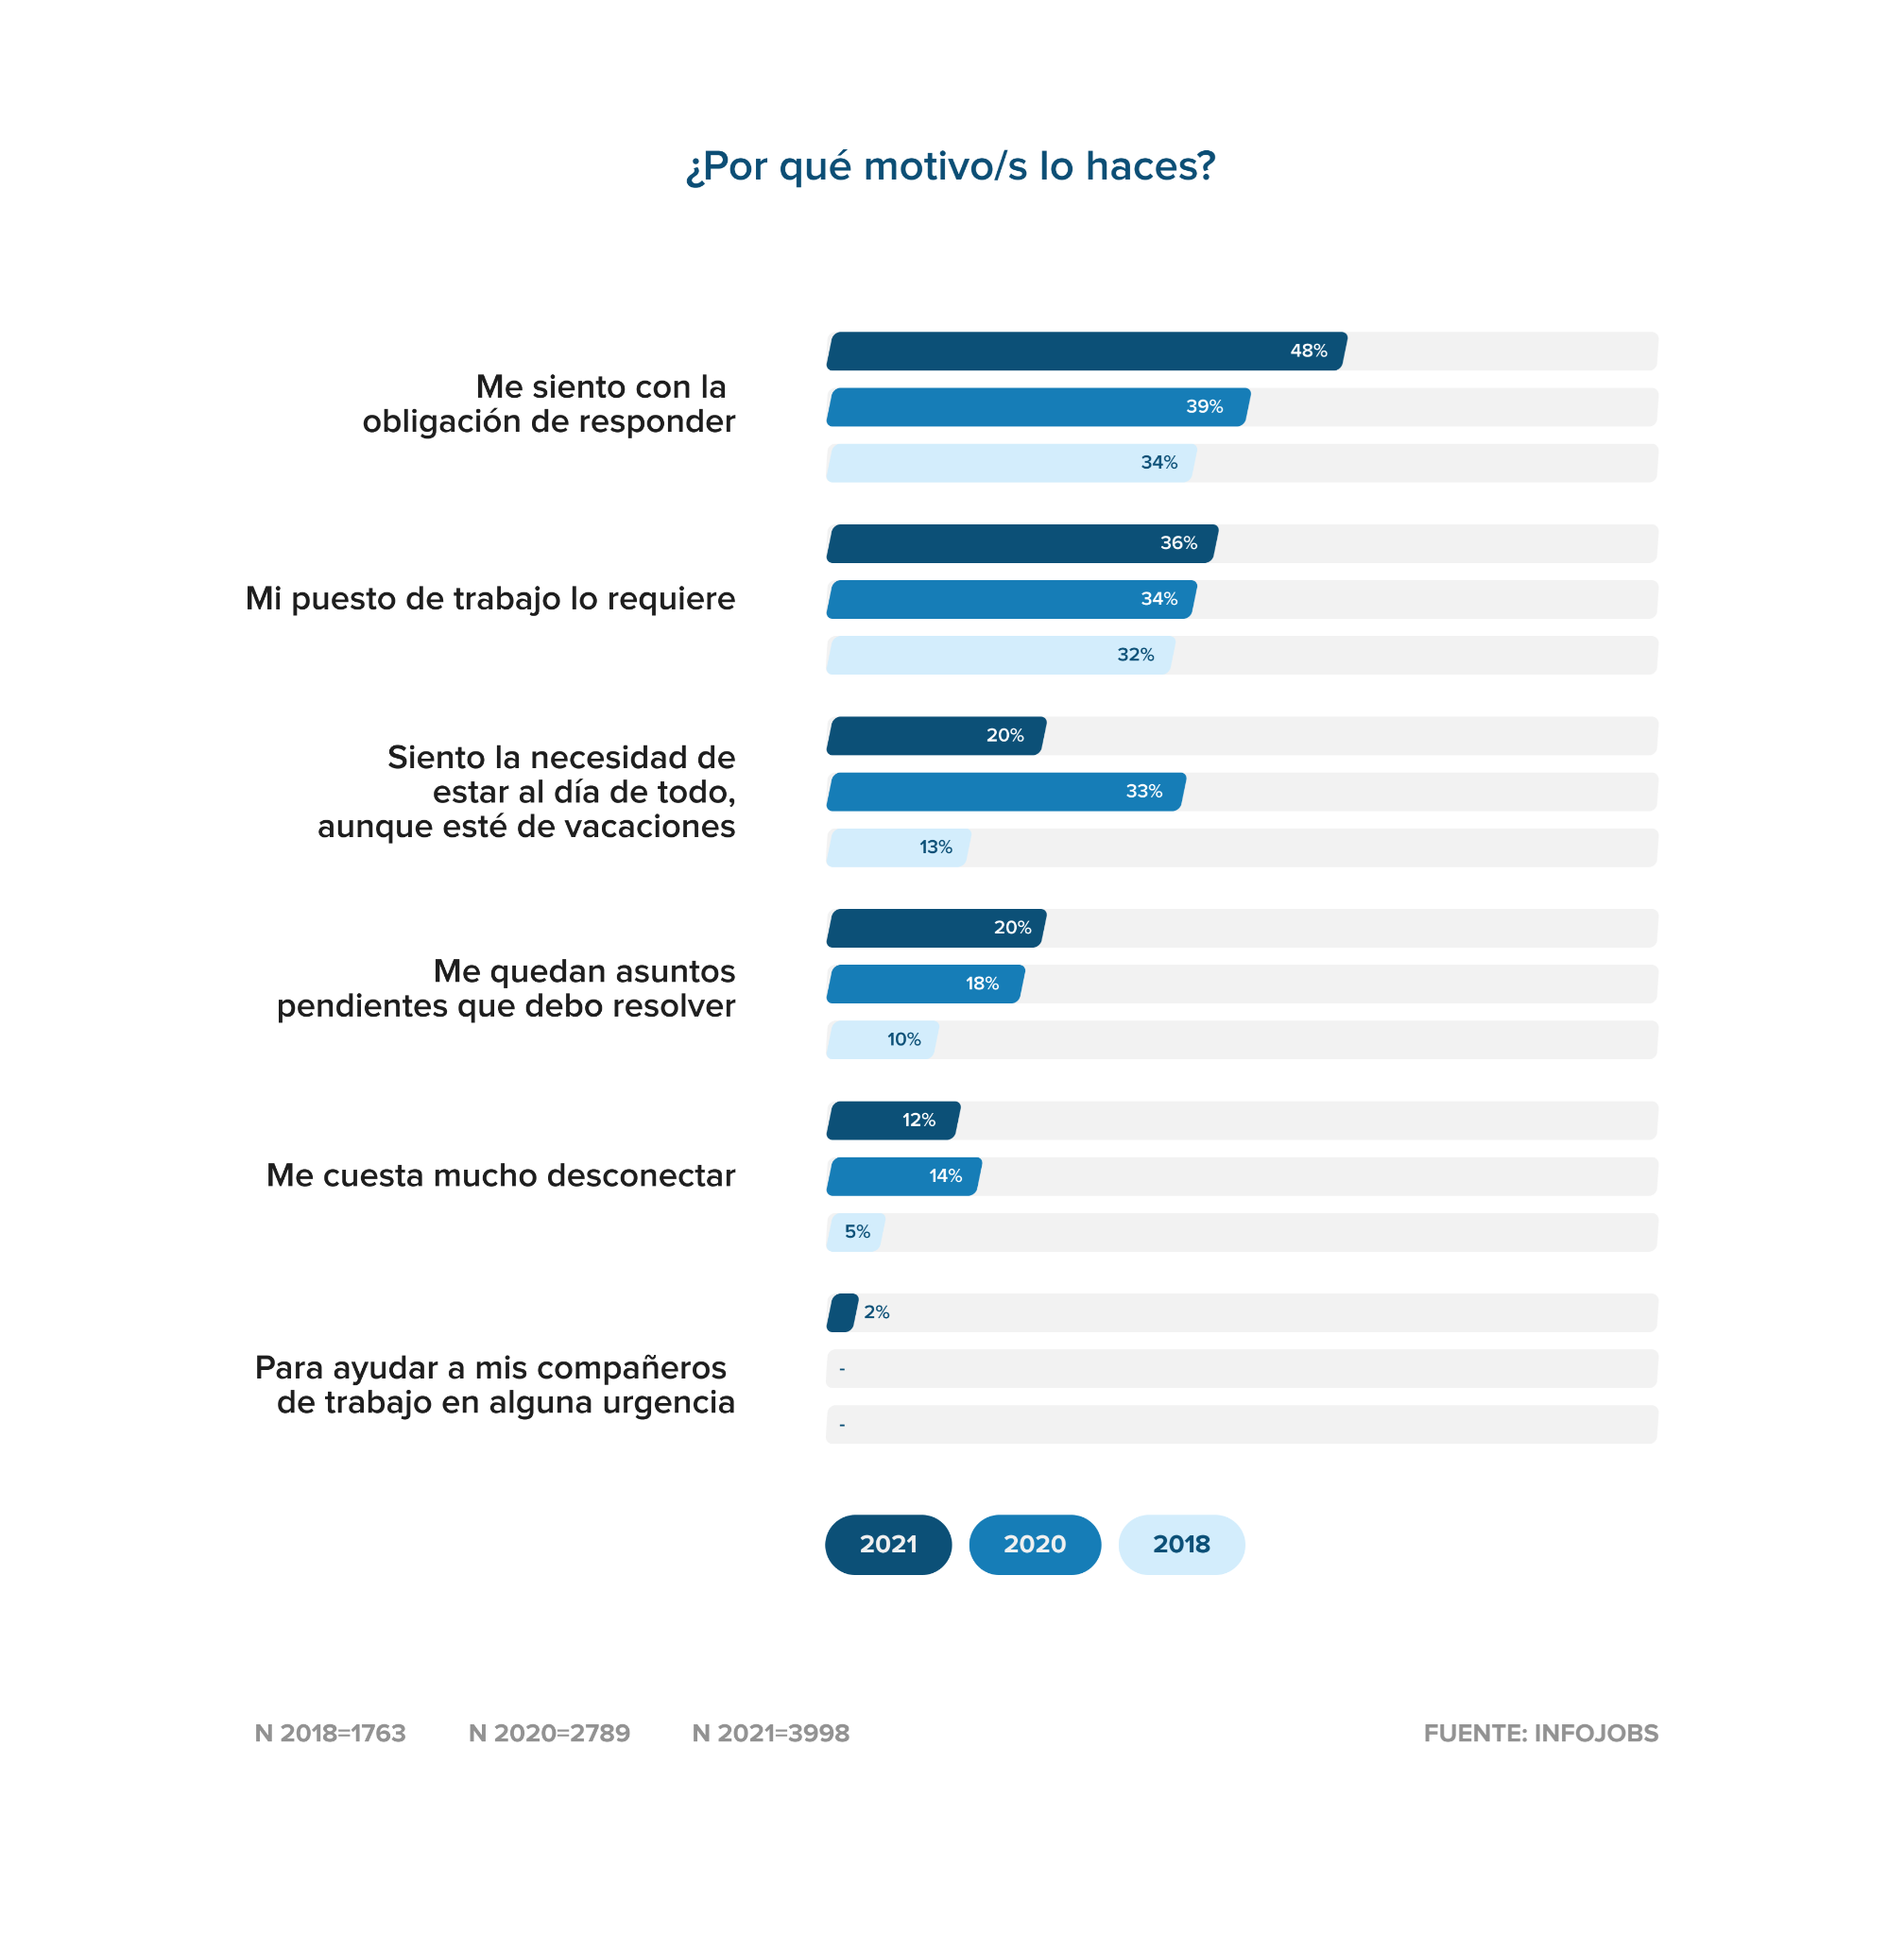 ¿Por qué motivo/s lo haces?
Me siento con la
obligación de responder
48%
39%
34%
Mi puesto de trabajo lo requiere
36%
34%
32%
Siento la necesidad de
estar al día de todo,
aunque esté de vacaciones
20%
33%
13%
Me quedan asuntos
pendientes que debo resolver
20%
18%
10%
Me cuesta mucho desconectar
12%
14%
5%
Para ayudar a mis compañeros
de trabajo en alguna urgencia
2%
-
-
2021 2020 2018
N 2018=1763 N 2020=2789 N 2021=3998 FUENTE: INFOJOBS